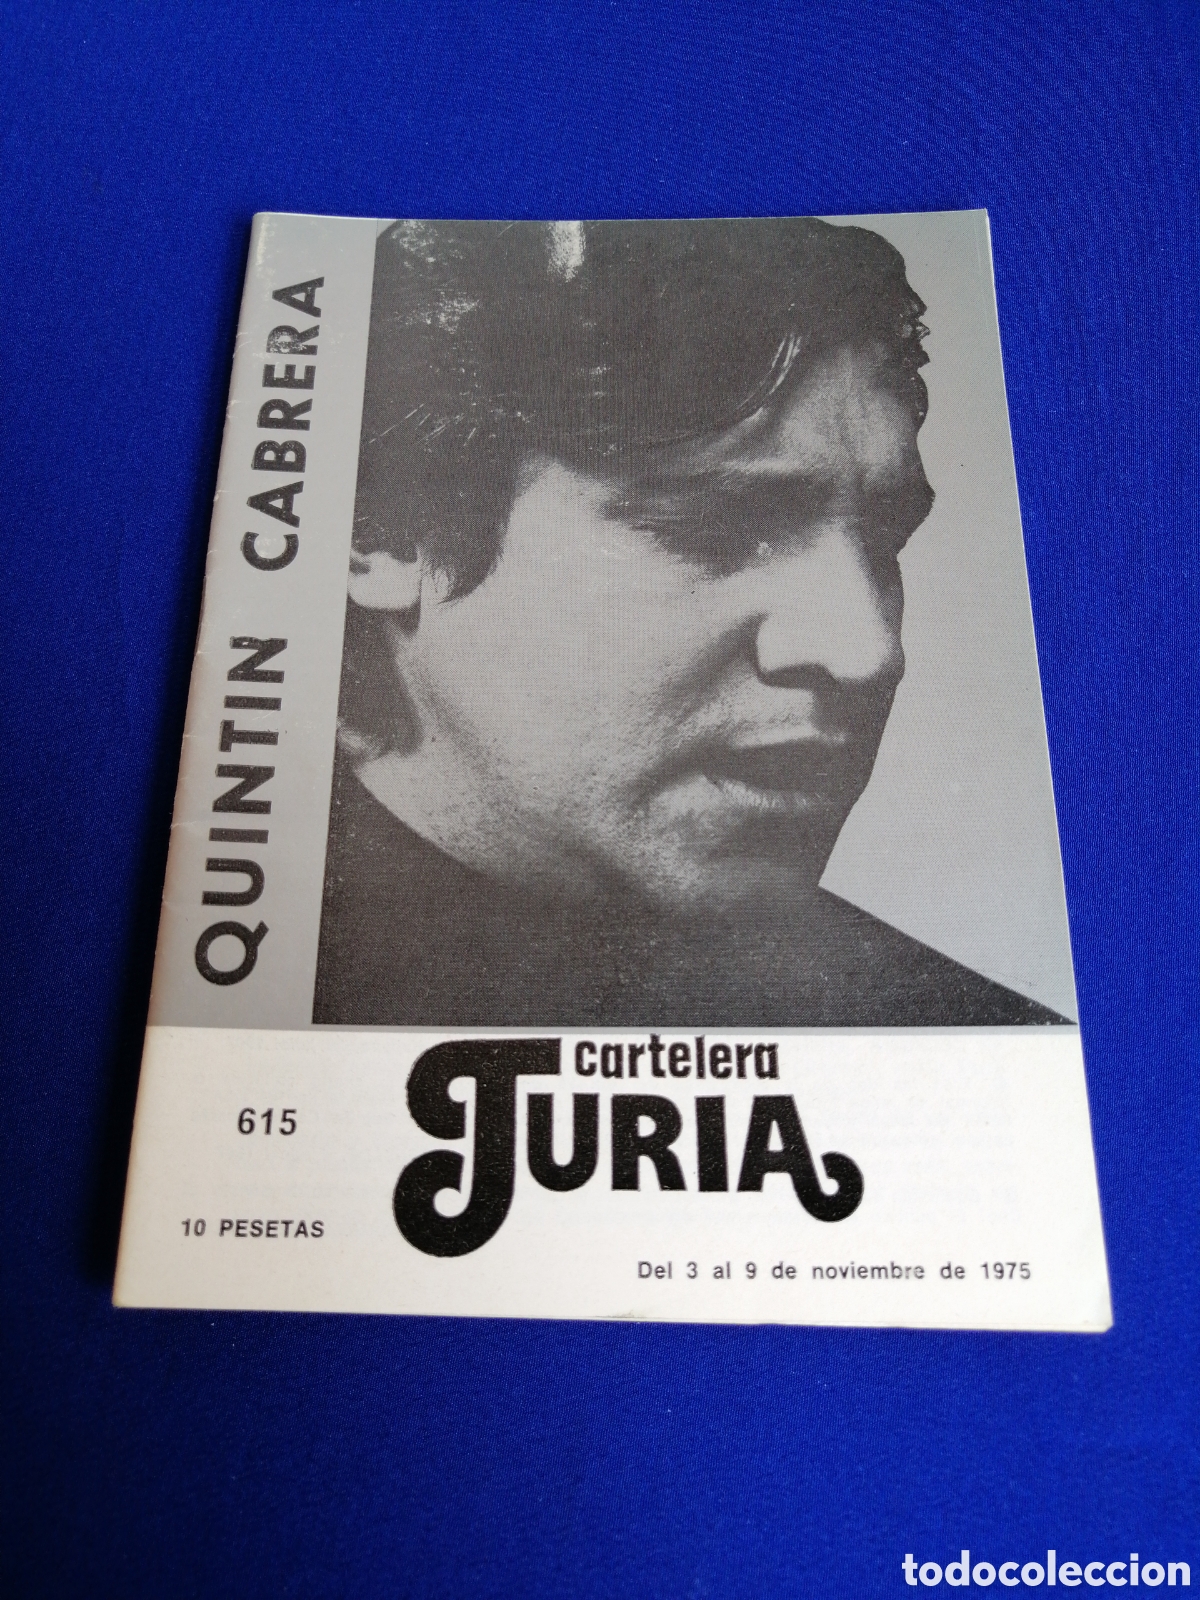 QUINTIN CABRERA
cartelera
TURIA
615
10 PESETAS
Del 3 al 9 de noviembre de 1975
todocoleccion